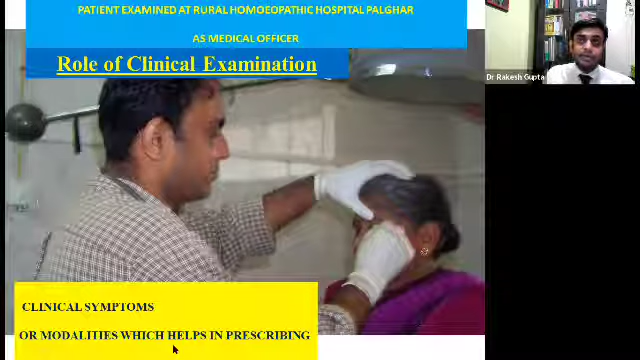 PATIENT EXAMINED AT RURAL HOMOEOPATHIC HOSPITAL PALGHAR
AS MEDICAL OFFICER
Role of Clinical Examination
Dr Rakesh Gupta
CLINICAL SYMPTOMS
OR MODALITIES WHICH HELPS IN PRESCRIBING